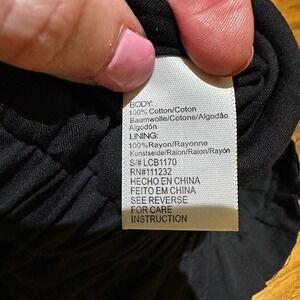 BODY:
100% Cotton/Coton
Baumwolle/Cotone/Algodão
Algodón
LINING:
100%Rayon/Rayonne
Kunstseide/Raion/Raion/Rayón
S/# LCB1170
RN#111232
HECHO EN CHINA
FEITO EM CHINA
SEE REVERSE
FOR CARE
INSTRUCTION